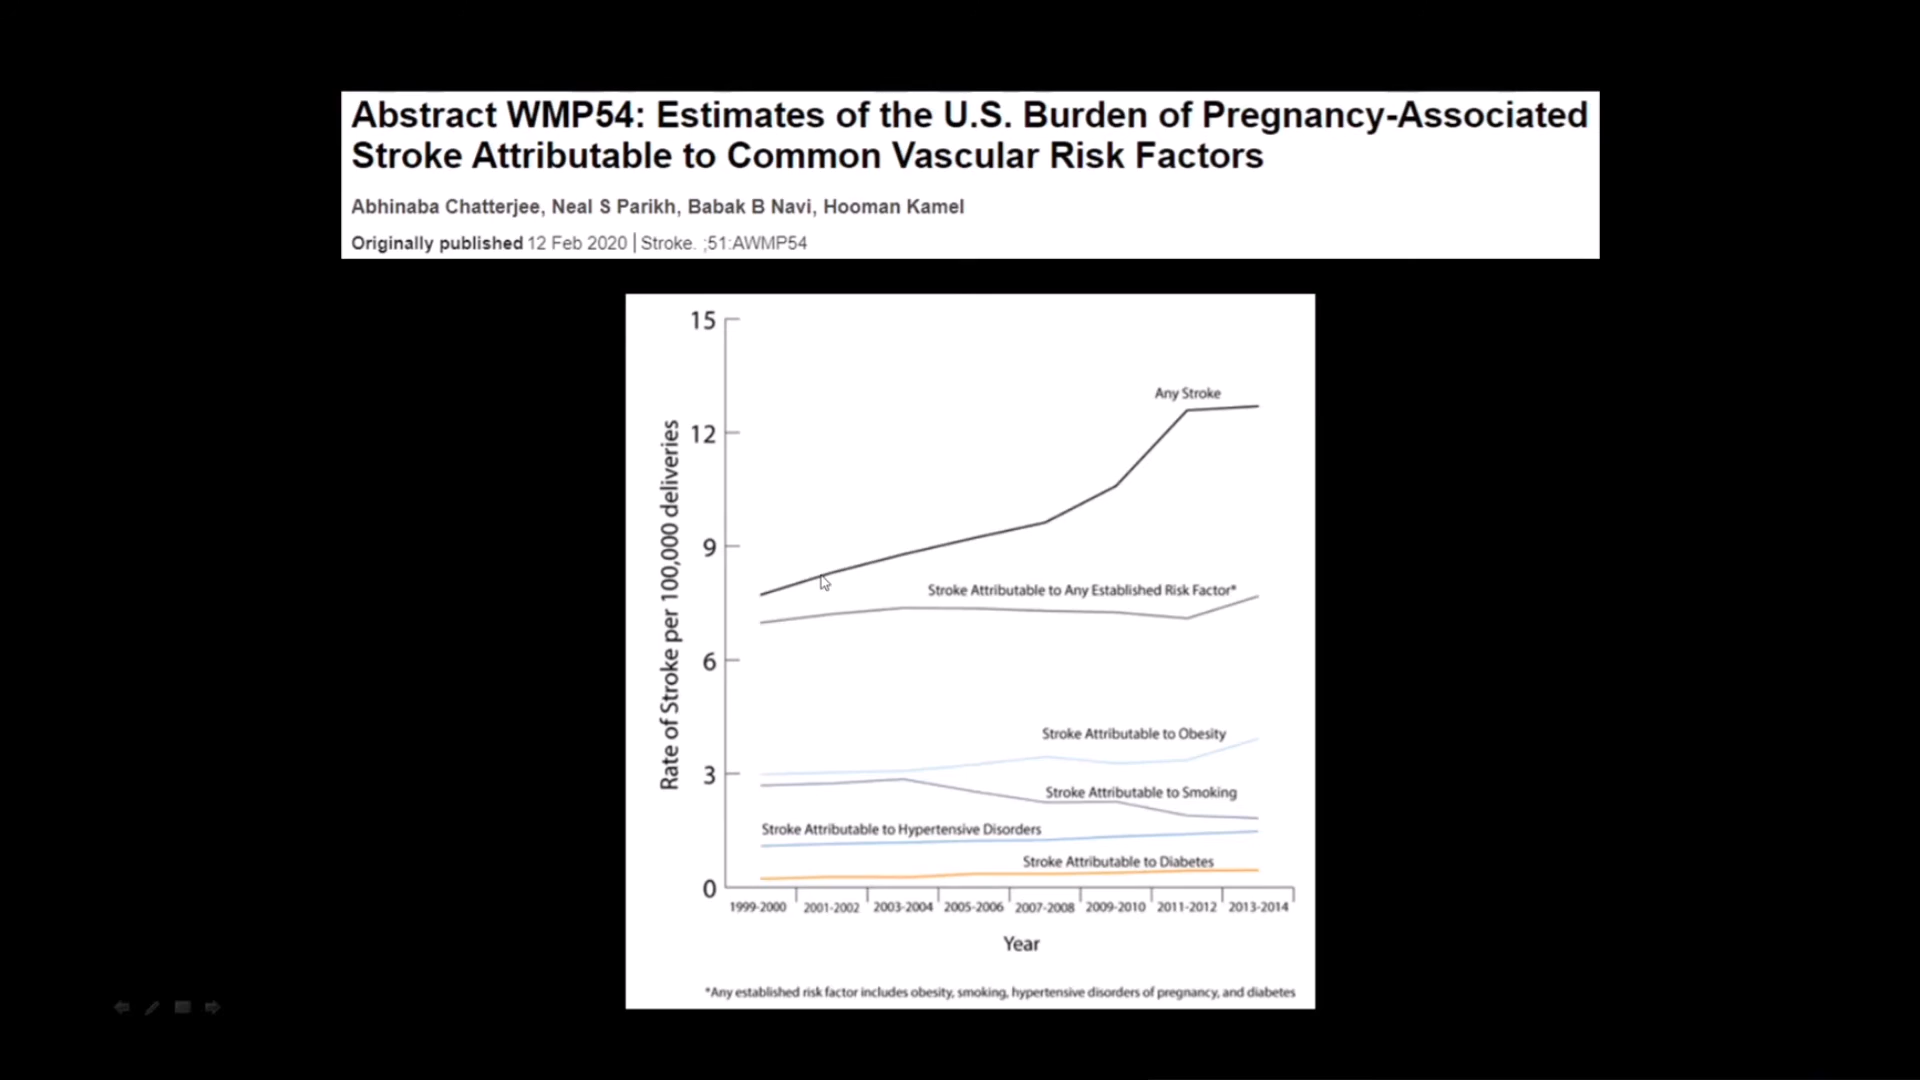 Abstract WMP54: Estimates of the U.S. Burden of Pregnancy-Associated
Stroke Attributable to Common Vascular Risk Factors
Abhinaba Chatterjee, Neal S Parikh, Babak B Navi, Hooman Kamel
Originally published 12 Feb 2020 | Stroke. ;51:AWMP54
15
12
9
6
3
0
Rate of Stroke per 100,000 deliveries
Any Stroke
Stroke Attributable to Any Established Risk Factor*
Stroke Attributable to Obesity
Stroke Attributable to Smoking
Stroke Attributable to Hypertensive Disorders
Stroke Attributable to Diabetes
1999-2000 2001-2002 2003-2004 2005-2006 2007-2008 2009-2010 2011-2012 2013-2014
Year
*Any established risk factor includes obesity, smoking, hypertensive disorders of pregnancy, and diabetes